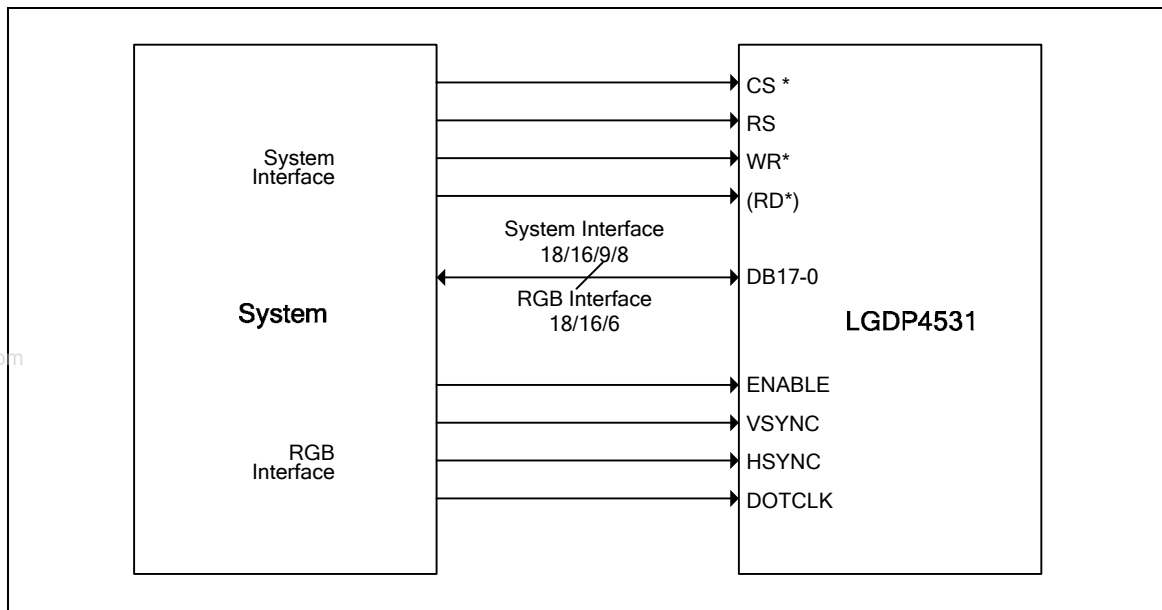 CS *
RS
WR*
(RD*)
System
Interface
System Interface
18/16/9/8
DB17-0
RGB Interface
18/16/6
System
LGDP4531
om
ENABLE
VSYNC
HSYNC
DOTCLK
RGB
Interface